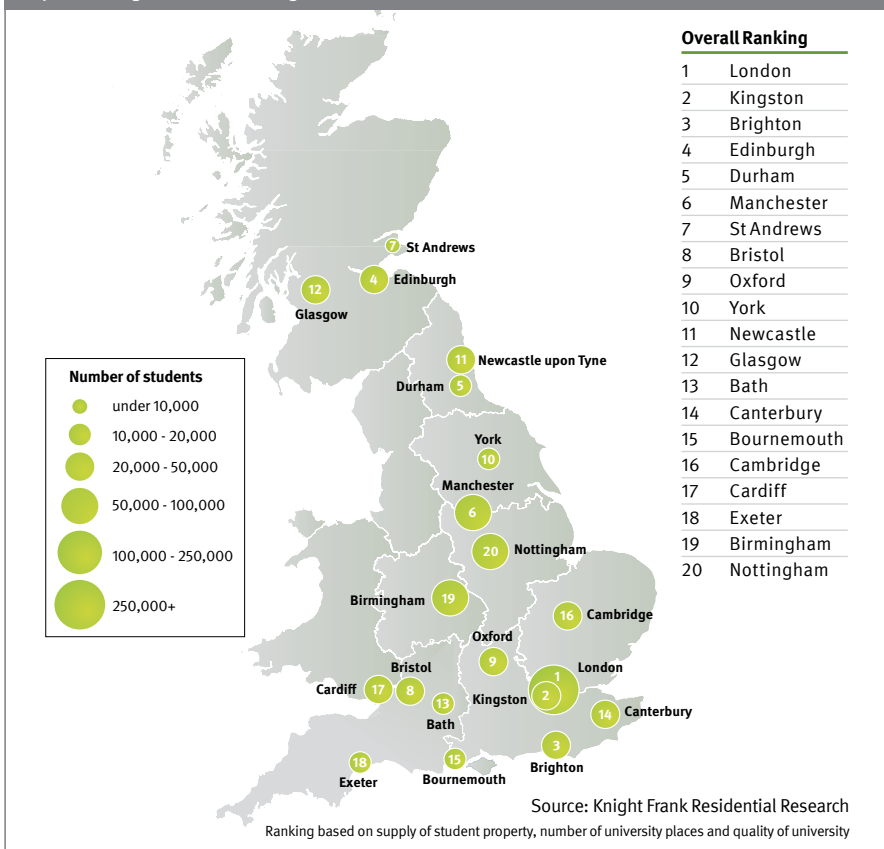 Overall Ranking
1 London
2 Kingston
3 Brighton
4 Edinburgh
5 Durham
6 Manchester
7 St Andrews
8 Bristol
9 Oxford
10 York
11 Newcastle
12 Glasgow
13 Bath
14 Canterbury
15 Bournemouth
16 Cambridge
17 Cardiff
18 Exeter
19 Birmingham
20 Nottingham
7 St Andrews
4 Edinburgh
12
Glasgow
11 Newcastle upon Tyne
Durham 5
York
10
Manchester
6
20 Nottingham
Birmingham 19
16 Cambridge
Oxford
9
London
1
Kingston 2
Bristol
Cardiff 17 8
13
Bath
14 Canterbury
3
Brighton
15
Bournemouth
18
Exeter
Number of students
under 10,000
10,000 - 20,000
20,000 - 50,000
50,000 - 100,000
100,000 - 250,000
250,000+
Source: Knight Frank Residential Research
Ranking based on supply of student property, number of university places and quality of university